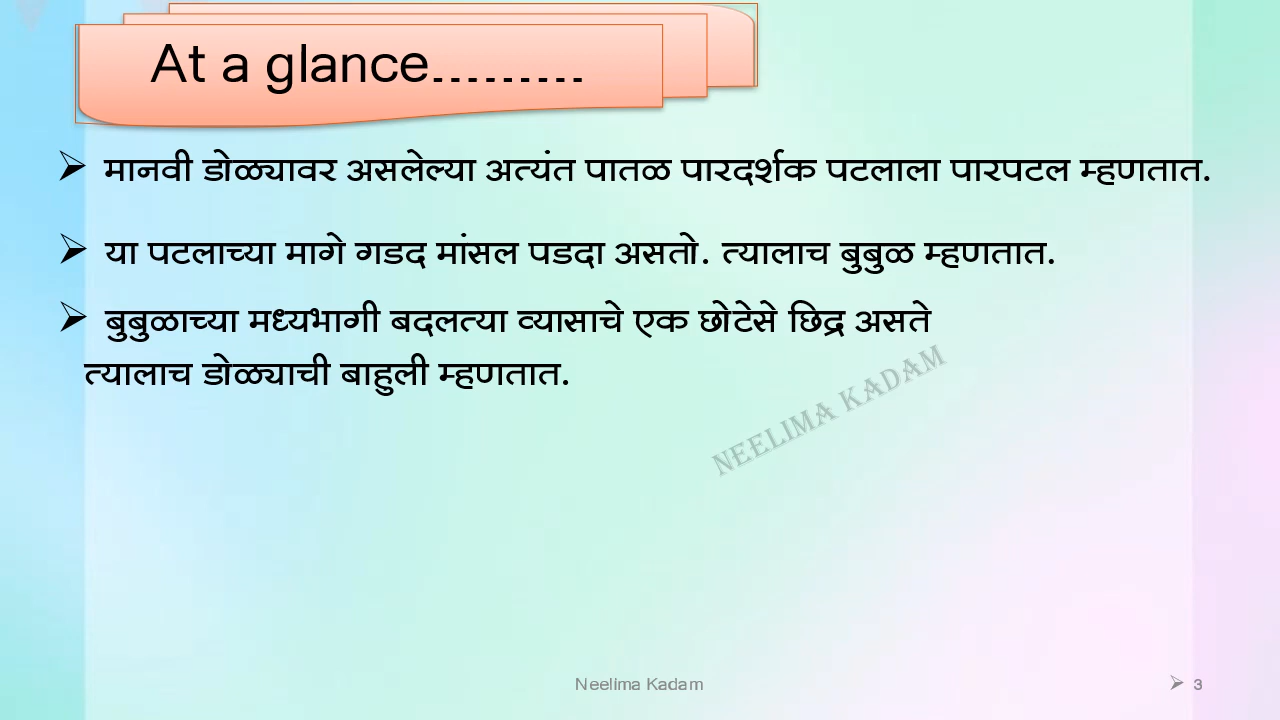 At a glance.........
➢ मानवी डोळ्यावर असलेल्या अत्यंत पातळ पारदर्शक पटलाला पारपटल म्हणतात.
➢ या पटलाच्या मागे गडद मांसल पडदा असतो. त्यालाच बुबुळ म्हणतात.
➢ बुबुळाच्या मध्यभागी बदलत्या व्यासाचे एक छोटेसे छिद्र असते
त्यालाच डोळ्याची बाहुली म्हणतात.
NEELIMA KADAM
Neelima Kadam
➢ 3